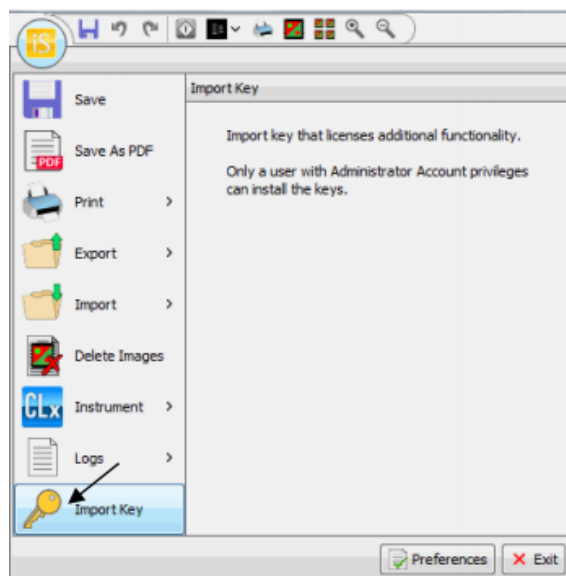 iS
Save
Save As PDF
PDF
Print
Export
Import
Delete Images
CLx
Instrument
Logs
Import Key
Import Key
Import key that licenses additional functionality.
Only a user with Administrator Account privileges
can install the keys.
Preferences
Exit